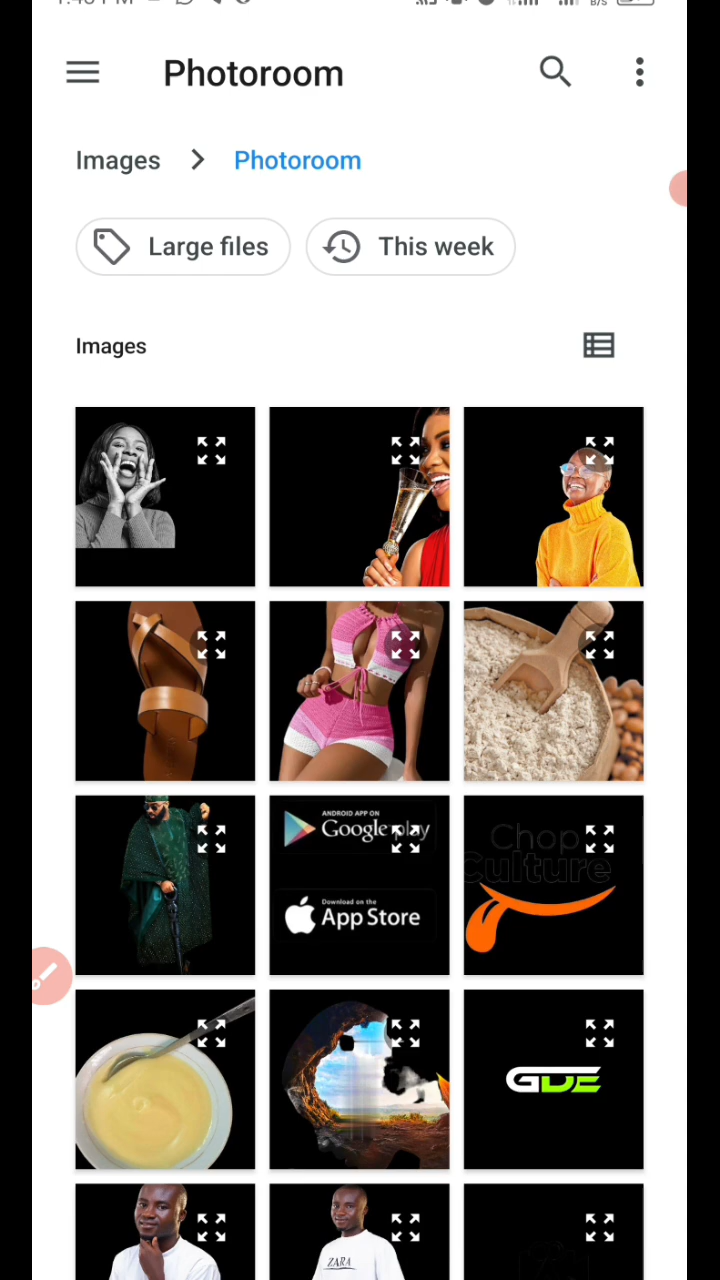 Photoroom
Images > Photoroom
Large files
This week
Images
ANDROID APP ON
Google play
Download on the
App Store
Chop
Culture
GDE
ZARA